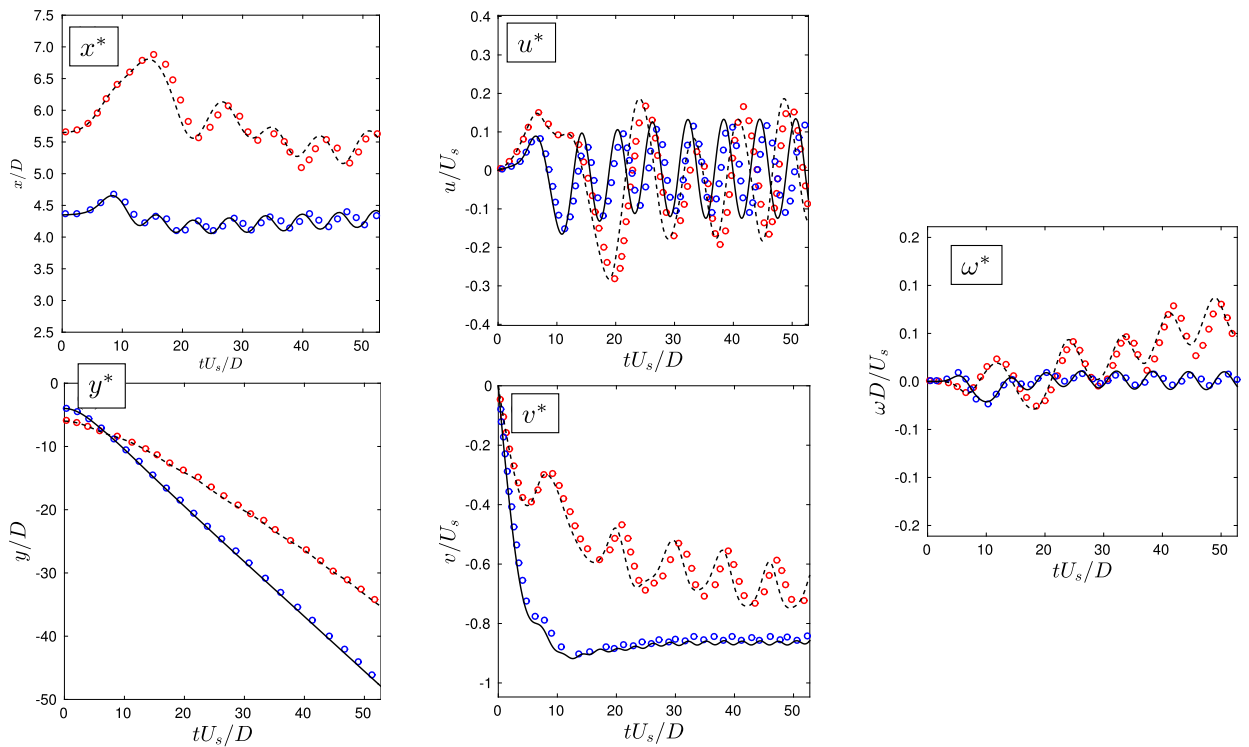 x*
7.5
7.0
6.5
6.0
5.5
5.0
4.5
4.0
3.5
3.0
2.5
x/D
0 10 20 30 40 50
tU_s/D
u*
0.4
0.3
0.2
0.1
0
-0.1
-0.2
-0.3
-0.4
u/U_s
0 10 20 30 40 50
tU_s/D
ω*
0.2
0.1
0.1
0.0
-0.1
-0.1
-0.2
ωD/U_s
0 10 20 30 40 50
tU_s/D
y*
0
-10
-20
-30
-40
-50
y/D
0 10 20 30 40 50
tU_s/D
v*
0
-0.2
-0.4
-0.6
-0.8
-1
v/U_s
0 10 20 30 40 50
tU_s/D